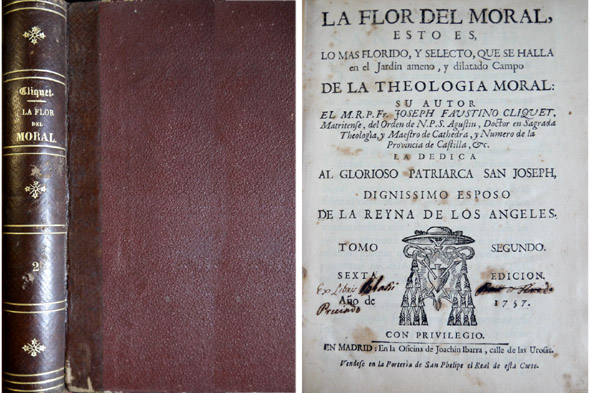 Cliquet.
LA FLOR
DEL
MORAL.
2
LA FLOR DEL MORAL,
ESTO ES,
LO MAS FLORIDO, Y SELECTO, QUE SE HALLA
en el Jardin ameno, y dilatado Campo
DE LA THEOLOGIA MORAL:
SU AUTOR
EL M.R.P.Fr. JOSEPH FAUSTINO CLIQUET,
Matritense, del Orden de N.P.S. Agustin, Doctor en Sagrada
Theologia, y Maestro de Cathedra, y Numero de la
Provincia de Castilla, &c.
LA DEDICA
AL GLORIOSO PATRIARCA SAN JOSEPH,
DIGNISSIMO ESPOSO
DE LA REYNA DE LOS ANGELES.
TOMO SEGUNDO.
SEXTA EDICION.
Ex Libris
Año de 1757.
CON PRIVILEGIO.
EN MADRID: En la Oficina de Joachin Ibarra, calle de las Urosas.
Vendese en la Porteria de San Phelipe el Real de esta Corte.